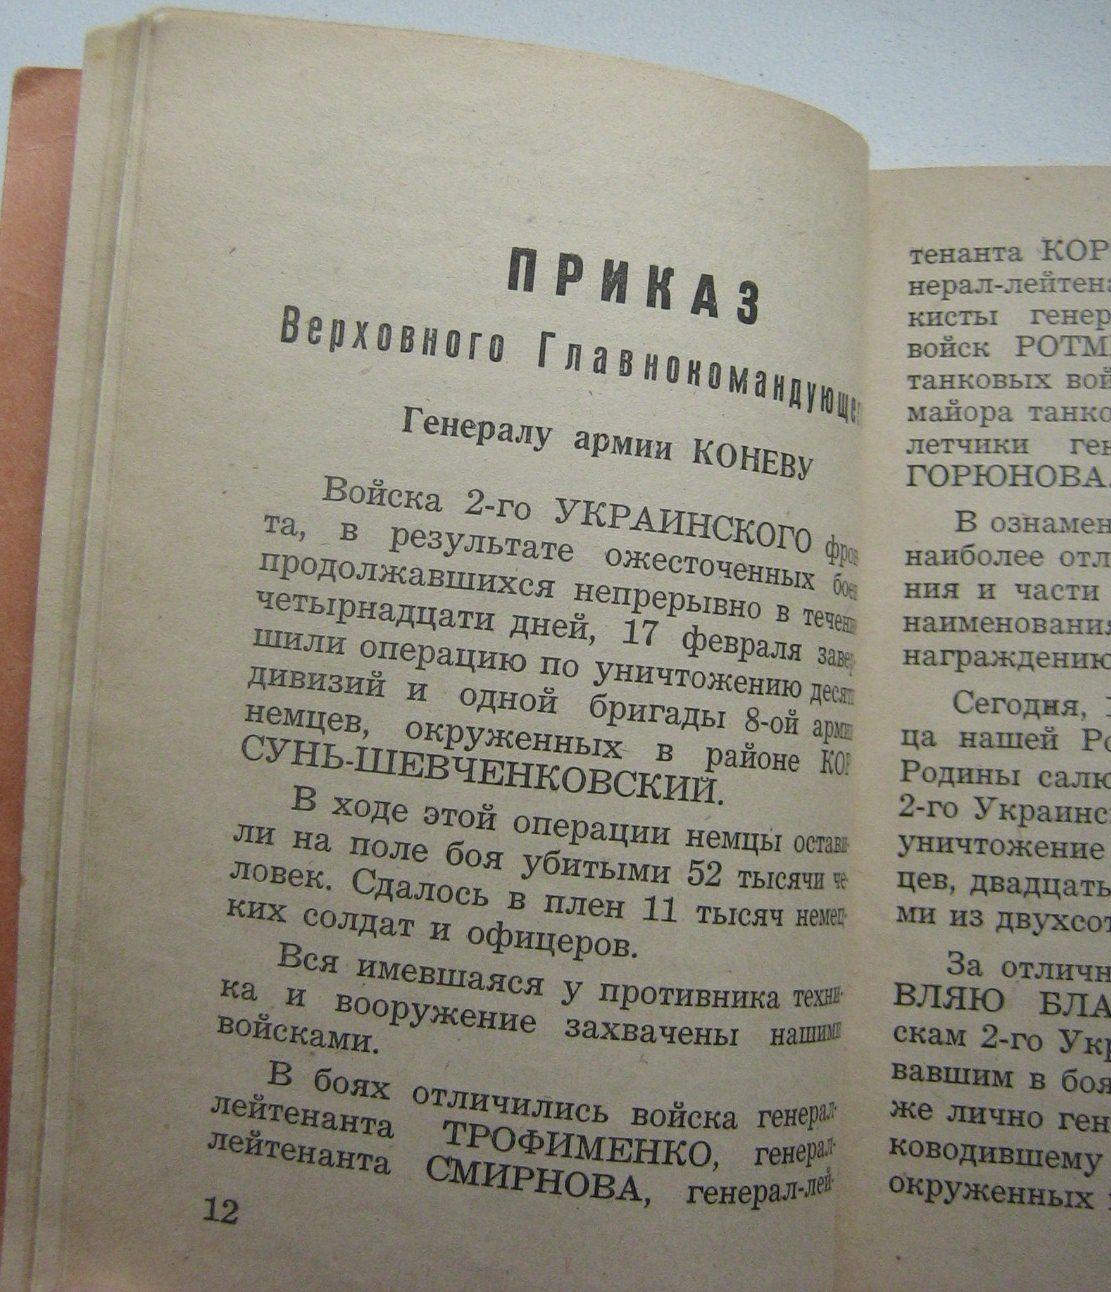 ПРИКАЗ
Верховного Главнокомандующе
Генералу армии КОНЕВУ
Войска 2-го УКРАИНСКОГО фрон
та, в результате ожесточенных боев
продолжавшихся непрерывно в течени
четырнадцати дней, 17 февраля завер
шили операцию по уничтожению десяти
дивизий и одной бригады 8-ой армии
немцев, окруженных в районе КОР
СУНЬ-ШЕВЧЕНКОВСКИЙ.
В ходе этой операции немцы остави-
ли на поле боя убитыми 52 тысячи че-
ловек. Сдалось в плен 11 тысяч немец-
ких солдат и офицеров.
Вся имевшаяся у противника техни-
ка и вооружение захвачены нашими
войсками.
В боях отличились войска генерал-
лейтенанта ТРОФИМЕНКО, генерал-
лейтенанта СМИРНОВА, генерал-лей-
12
тенанта КОР
нерал-лейтена
кисты генер
войск РОТМ
танковых вой
майора танко
летчики ген
ГОРЮНОВА.
В ознамен
наиболее отл
ния и части
наименования
награждению
Сегодня,
ца нашей Ро
Родины салю
2-го Украинс
уничтожение
цев, двадцать
ми из двухсот
За отличн
ВЛЯЮ БЛА
скам 2-го Укр
вавшим в боя
же лично ген
ководившему
окруженных